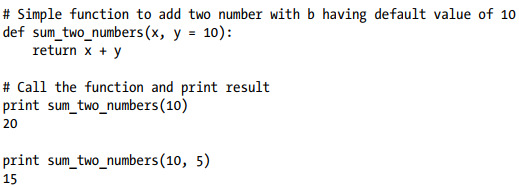 # Simple function to add two number with b having default value of 10
def sum_two_numbers(x, y = 10):
    return x + y
# Call the function and print result
print sum_two_numbers(10)
20
print sum_two_numbers(10, 5)
15